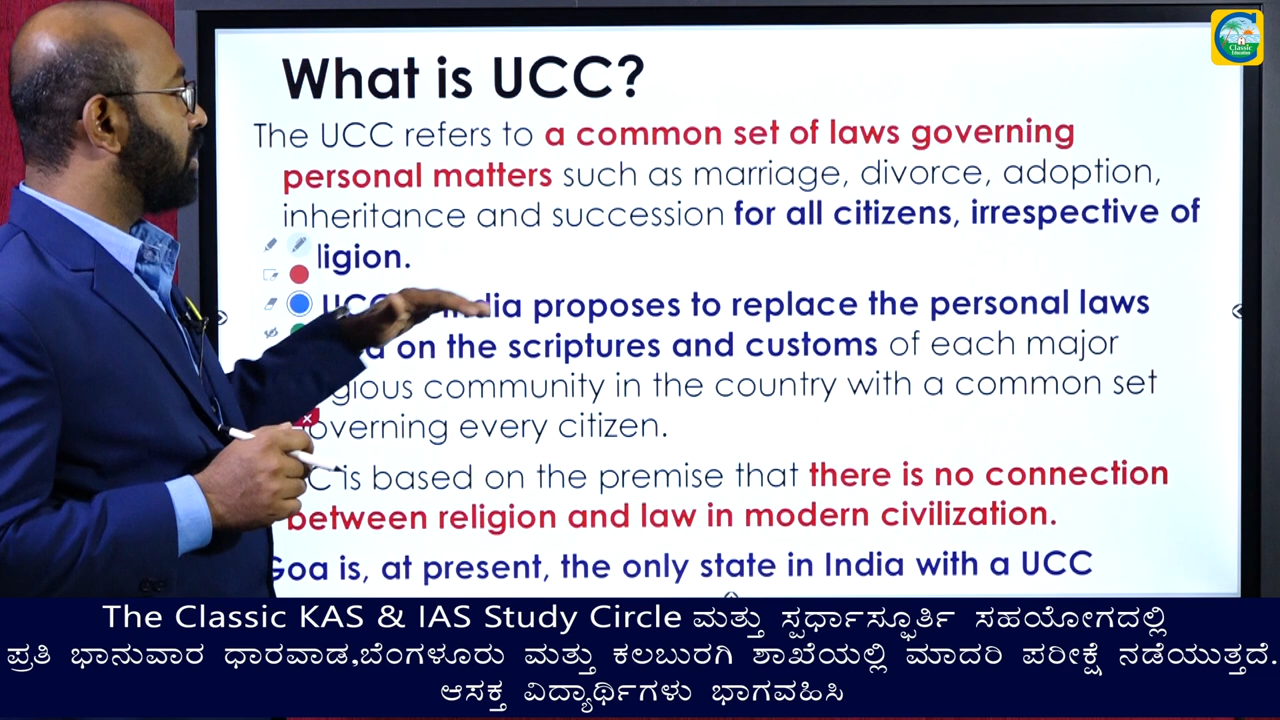 Classic
Education
What is UCC?
The UCC refers to a common set of laws governing
personal matters such as marriage, divorce, adoption,
inheritance and succession for all citizens, irrespective of
ligion.
UCC India proposes to replace the personal laws
on the scriptures and customs of each major
gious community in the country with a common set
overning every citizen.
C is based on the premise that there is no connection
between religion and law in modern civilization.
Goa is, at present, the only state in India with a UCC
The Classic KAS & IAS Study Circle ಮತ್ತು ಸ್ಪರ್ಧಾಸ್ಫೂರ್ತಿ ಸಹಯೋಗದಲ್ಲಿ
ಪ್ರತಿ ಭಾನುವಾರ ಧಾರವಾಡ,ಬೆಂಗಳೂರು ಮತ್ತು ಕಲಬುರಗಿ ಶಾಖೆಯಲ್ಲಿ ಮಾದರಿ ಪರೀಕ್ಷೆ ನಡೆಯುತ್ತದೆ.
ಆಸಕ್ತ ವಿದ್ಯಾರ್ಥಿಗಳು ಭಾಗವಹಿಸಿ